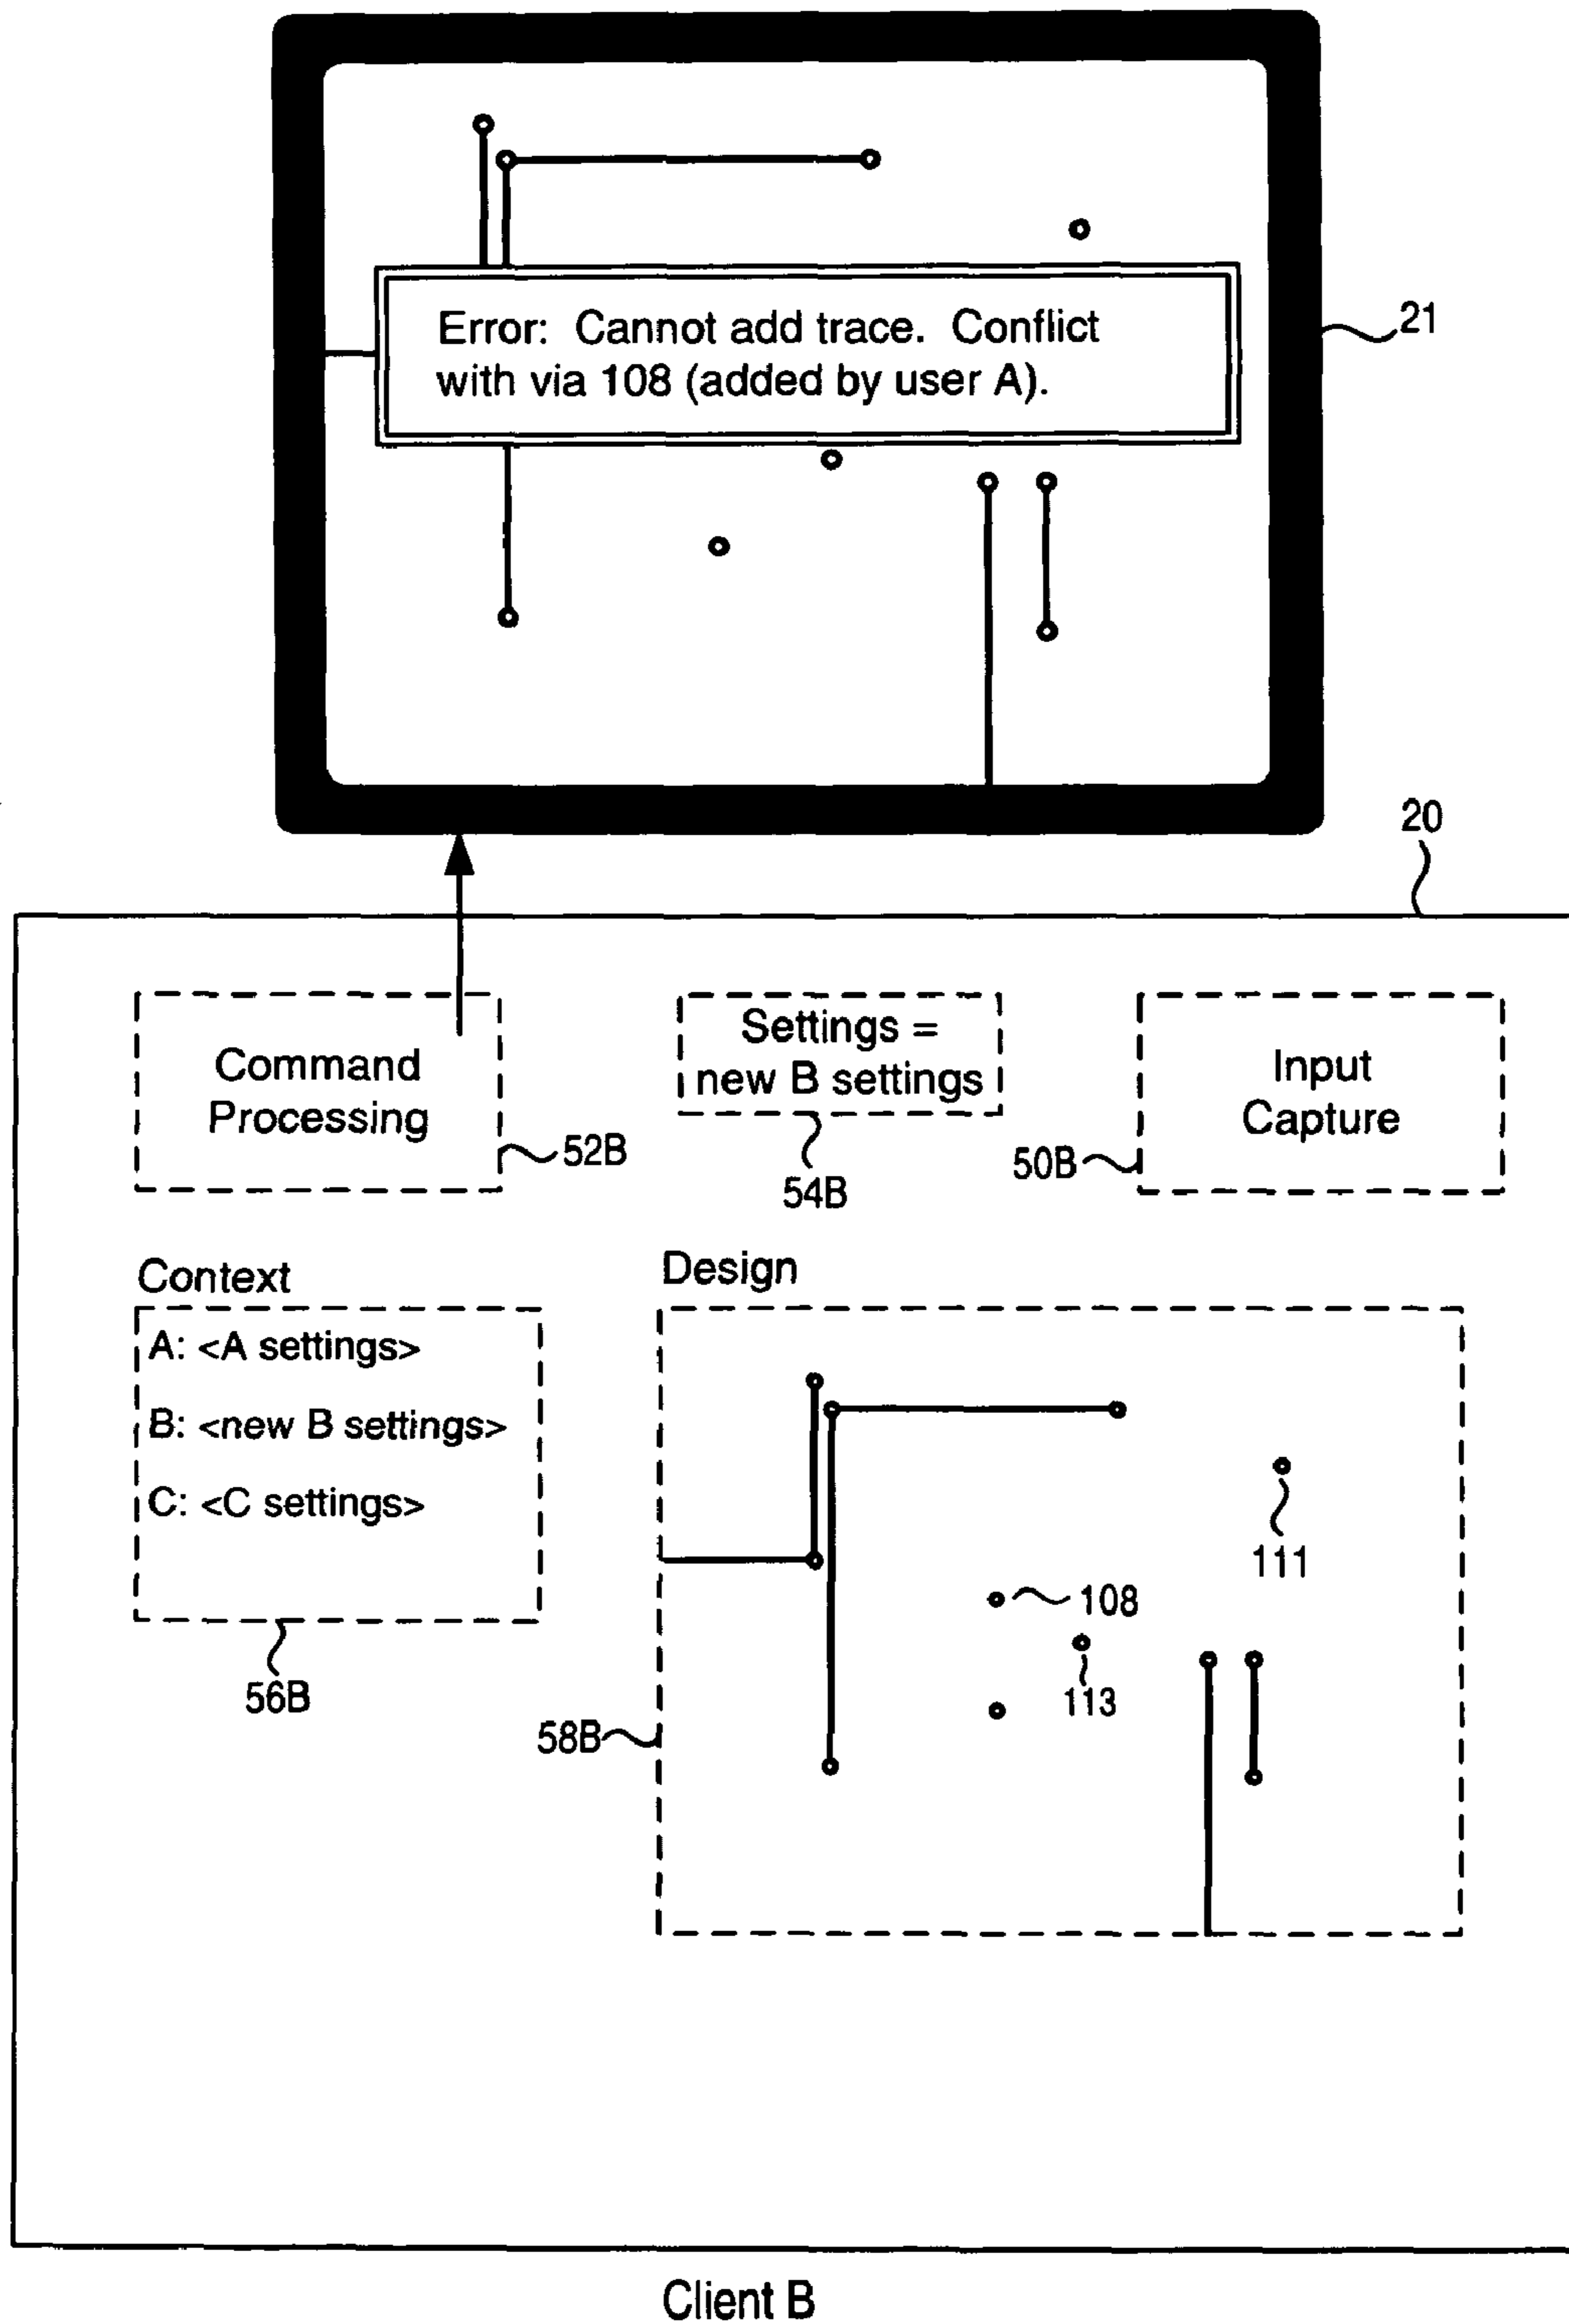 Error: Cannot add trace. Conflict
with via 108 (added by user A).
21
20
Command
Processing
52B
Settings =
new B settings
54B
Input
Capture
50B
Context
A: <A settings>
B: <new B settings>
C: <C settings>
56B
Design
111
108
113
58B
Client B